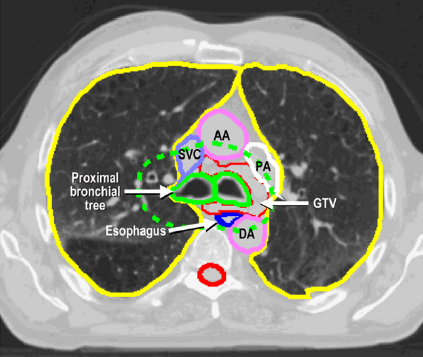 AA
SVC
PA
Proximal
bronchial
tree
GTV
Esophagus
DA